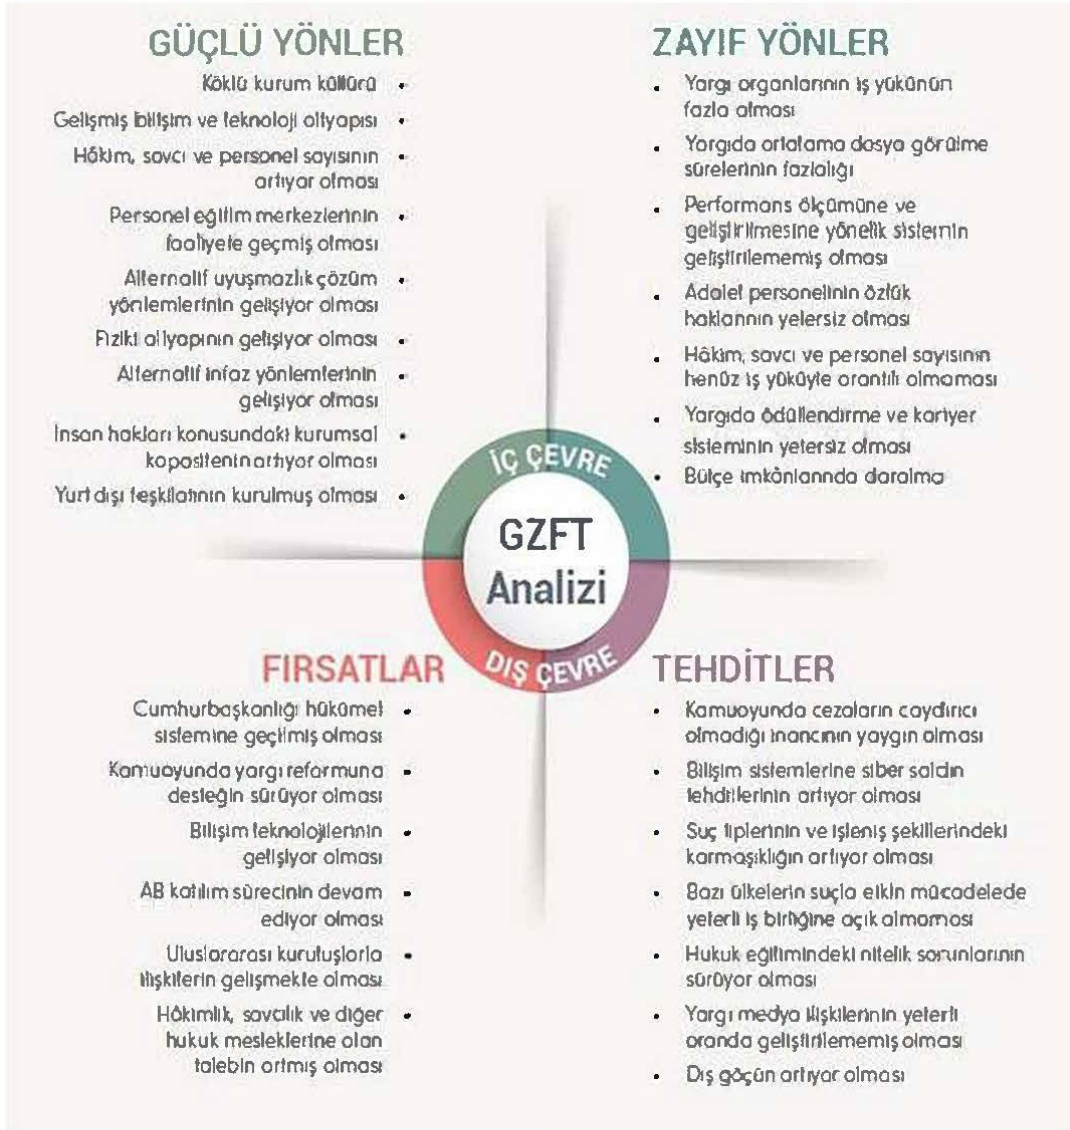 GÜÇLÜ YÖNLER
Köklü kurum kültürü •
Gelişmiş bilişim ve teknoloji altyapısı •
Hâkim, savcı ve personel sayısının •
artıyor olması
Personel eğitim merkezlerinin •
faaliyete geçmiş olması
Alternatif uyuşmazlık çözüm •
yöntemlerinin gelişiyor olması
Fiziki altyapının gelişiyor olması •
Alternatif infaz yöntemlerinin •
gelişiyor olması
İnsan hakları konusundaki kurumsal •
kapasitenin artıyor olması
Yurt dışı teşkilatının kurulmuş olması •
ZAYIF YÖNLER
• Yargı organlarının iş yükünün
fazla olması
• Yargıda ortalama dosya görülme
sürelerinin fazlalığı
• Performans ölçümüne ve
geliştirilmesine yönelik sistemin
geliştirilememiş olması
• Adalet personelinin özlük
haklarının yetersiz olması
• Hâkim, savcı ve personel sayısının
henüz iş yüküyle orantılı olmaması
• Yargıda ödüllendirme ve kariyer
sisteminin yetersiz olması
• Bütçe imkânlarında daralma
İÇ ÇEVRE
GZFT
Analizi
DIŞ ÇEVRE
FIRSATLAR
Cumhurbaşkanlığı hükûmet •
sistemine geçilmiş olması
Kamuoyunda yargı reformuna •
desteğin sürüyor olması
Bilişim teknolojilerinin •
gelişiyor olması
AB katılım sürecinin devam •
ediyor olması
Uluslararası kuruluşlarla •
ilişkilerin gelişmekte olması
Hâkimlik, savcılık ve diğer •
hukuk mesleklerine olan
talebin artmış olması
TEHDİTLER
• Kamuoyunda cezaların caydırıcı
olmadığı inancının yaygın olması
• Bilişim sistemlerine siber saldırı
tehditlerinin artıyor olması
• Suç tiplerinin ve işleniş şekillerindeki
karmaşıklığın artıyor olması
• Bazı ülkelerin suçla etkin mücadelede
yeterli iş birliğine açık olmaması
• Hukuk eğitimindeki nitelik sorunlarının
sürüyor olması
• Yargı medya ilişkilerinin yeterli
oranda geliştirilememiş olması
• Dış göçün artıyor olması